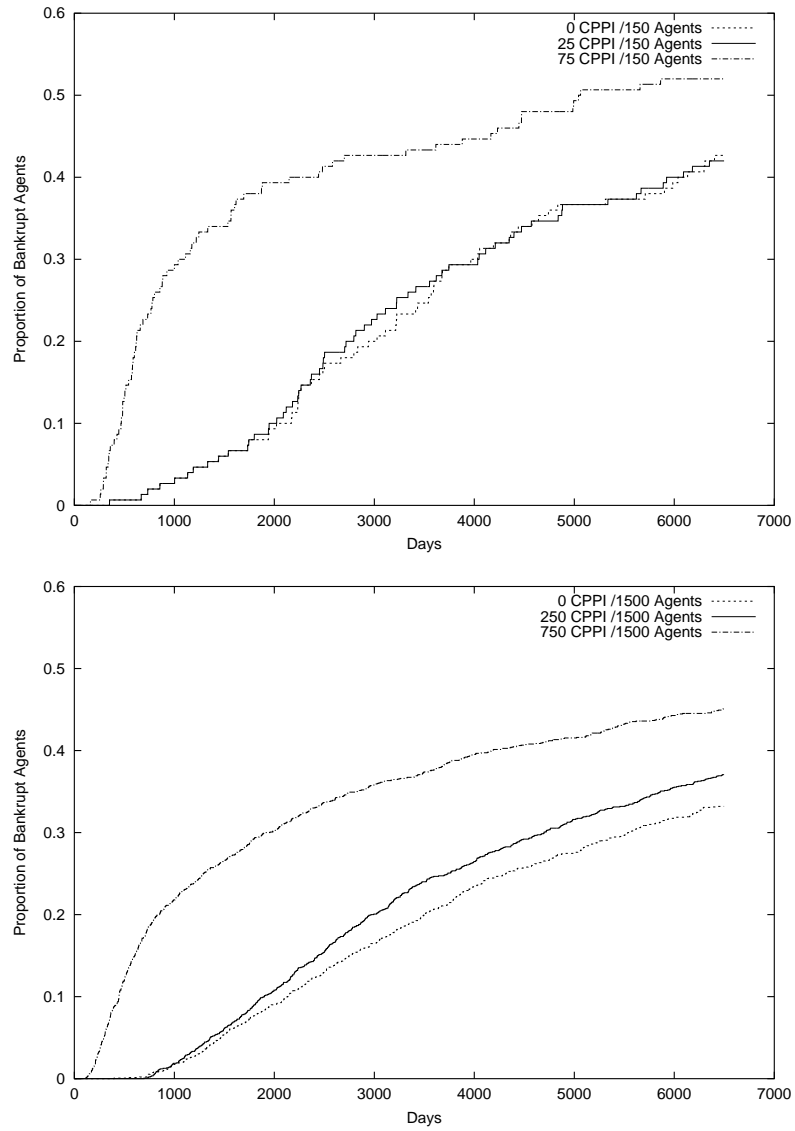 0.6
0.5
0.4
0.3
0.2
0.1
0
Proportion of Bankrupt Agents
0 CPPI /150 Agents
25 CPPI /150 Agents
75 CPPI /150 Agents
0 1000 2000 3000 4000 5000 6000 7000
Days
0.6
0.5
0.4
0.3
0.2
0.1
0
Proportion of Bankrupt Agents
0 CPPI /1500 Agents
250 CPPI /1500 Agents
750 CPPI /1500 Agents
0 1000 2000 3000 4000 5000 6000 7000
Days